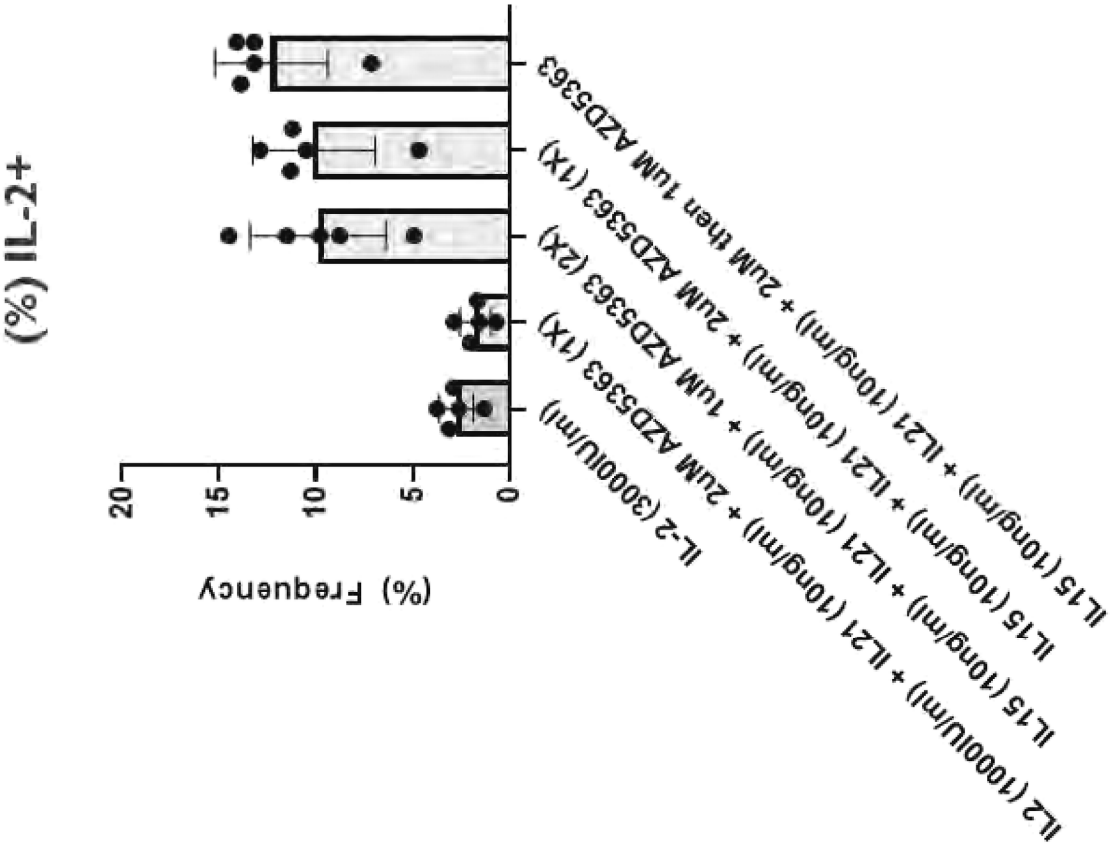 (%) IL-2+
(%) Frequency
20
15
10
5
0
IL-2 (3000IU/ml)
IL2 (1000IU/ml) + IL21 (10ng/ml) + 2uM AZD5363 (1X)
IL15 (10ng/ml) + IL21 (10ng/ml) + 1uM AZD5363 (2X)
IL15 (10ng/ml) + IL21 (10ng/ml) + 2uM AZD5363 (1X)
IL15 (10ng/ml) + IL21 (10ng/ml) + 2uM then 1uM AZD5363